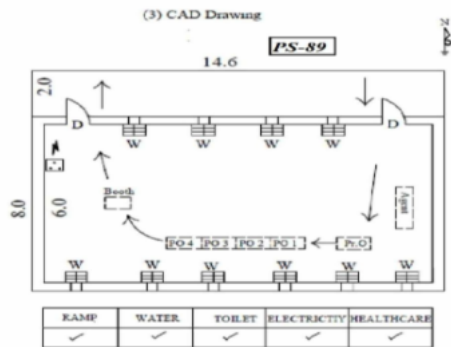 (3) CAD Drawing
PS-89
N
14.6
2.0
D
D
W W W W
8.0
6.0
Booth
Agent
PO 4 PO 3 PO 2 PO 1 Pr.O
W W W W W W
RAMP WATER TOILET ELECTRICTIY HEALTHCARE
✓ ✓ ✓ ✓ ✓